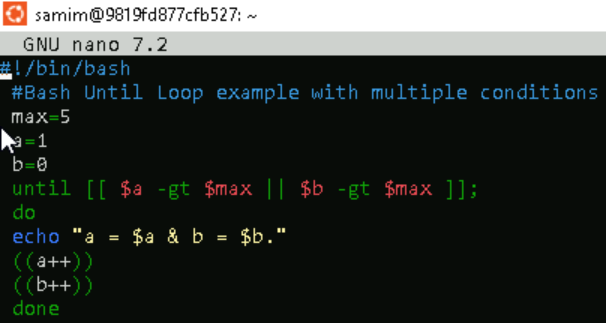 samim@9819fd877cfb527: ~
GNU nano 7.2
#!/bin/bash
#Bash Until Loop example with multiple conditions
max=5
a=1
b=0
until [[ $a -gt $max || $b -gt $max ]];
do
echo "a = $a & b = $b."
((a++))
((b++))
done